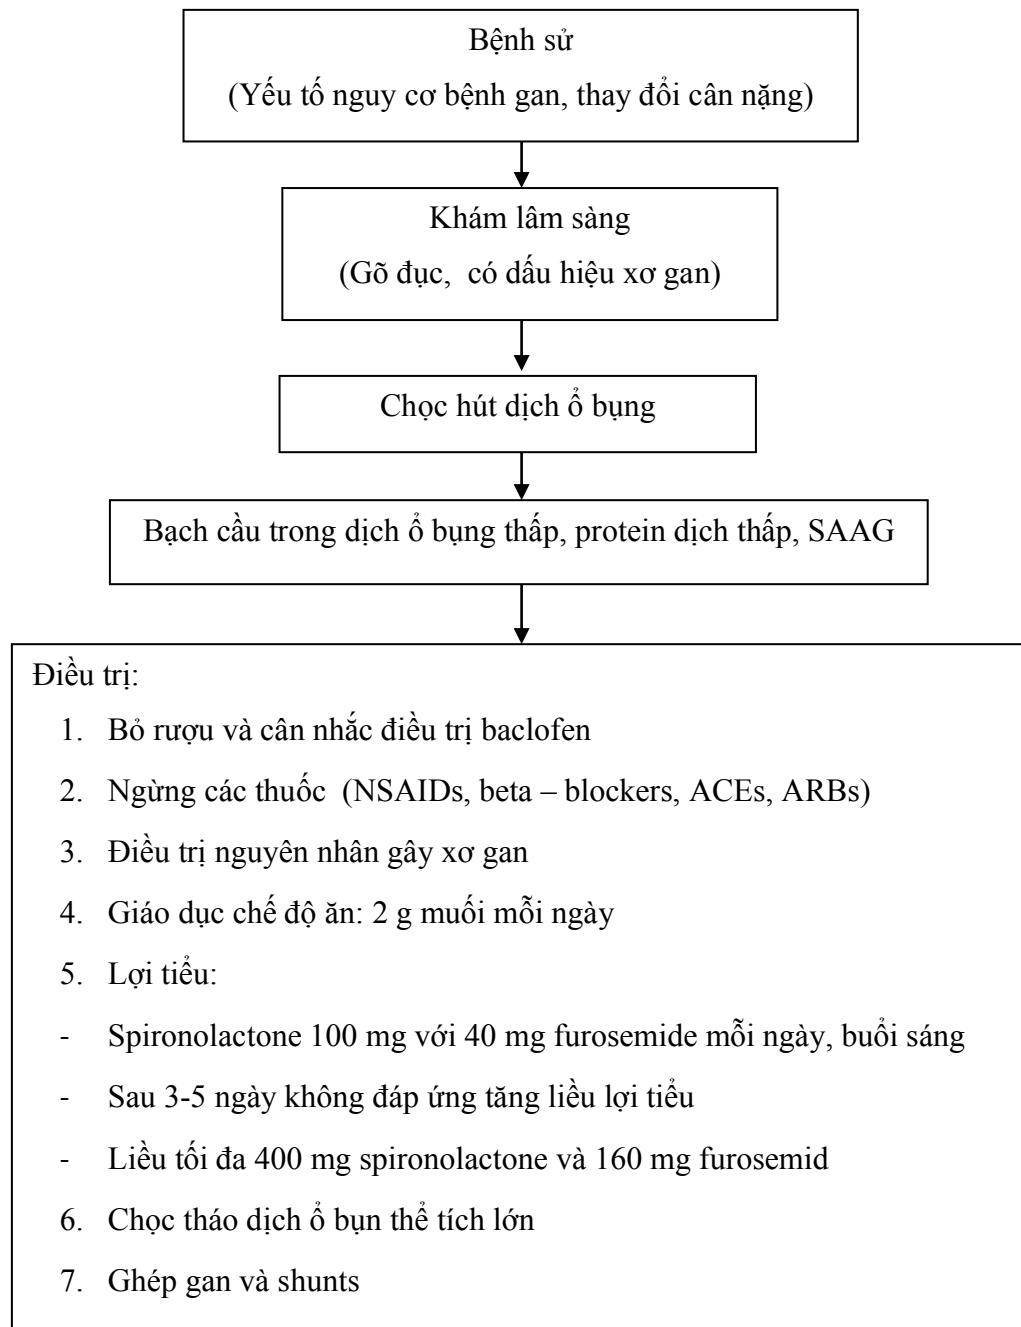 Bệnh sử
(Yếu tố nguy cơ bệnh gan, thay đổi cân nặng)
Khám lâm sàng
(Gõ đục, có dấu hiệu xơ gan)
Chọc hút dịch ổ bụng
Bạch cầu trong dịch ổ bụng thấp, protein dịch thấp, SAAG
Điều trị:
1. Bỏ rượu và cân nhắc điều trị baclofen
2. Ngừng các thuốc (NSAIDs, beta – blockers, ACEs, ARBs)
3. Điều trị nguyên nhân gây xơ gan
4. Giáo dục chế độ ăn: 2 g muối mỗi ngày
5. Lợi tiểu:
- Spironolactone 100 mg với 40 mg furosemide mỗi ngày, buổi sáng
- Sau 3-5 ngày không đáp ứng tăng liều lợi tiểu
- Liều tối đa 400 mg spironolactone và 160 mg furosemid
6. Chọc tháo dịch ổ bụn thể tích lớn
7. Ghép gan và shunts